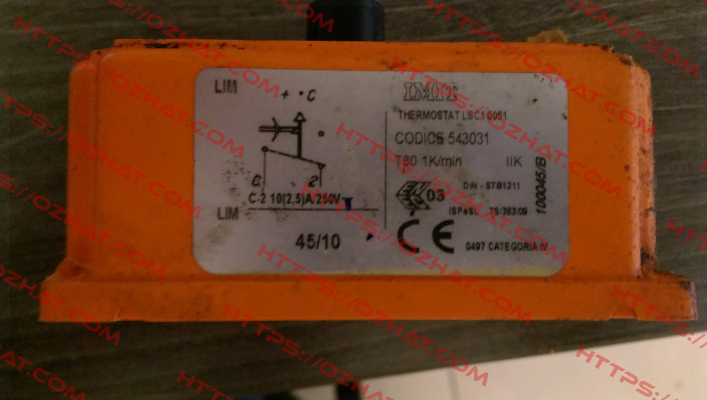 LIM
+ °C
C 2
C-2 10(2,5)A/250V~
LIM
45/10
IMIT
THERMOSTAT LSC1 0051
CODICE 543031
T80 1K/min IIK
DIN - STB1211
03
ISPeSL
CE
0497 CATEGORIA IV
100045/B
HTTPS://OZHAT.COM